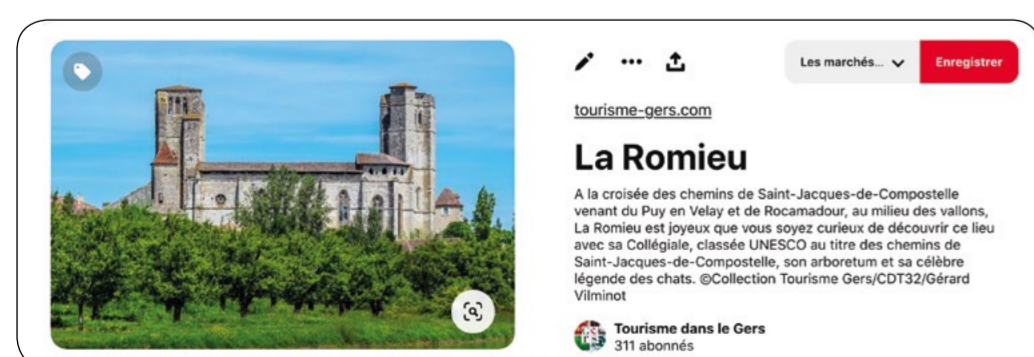 Les marchés...
Enregistrer
tourisme-gers.com
La Romieu
A la croisée des chemins de Saint-Jacques-de-Compostelle
venant du Puy en Velay et de Rocamadour, au milieu des vallons,
La Romieu est joyeux que vous soyez curieux de découvrir ce lieu
avec sa Collégiale, classée UNESCO au titre des chemins de
Saint-Jacques-de-Compostelle, son arboretum et sa célèbre
légende des chats. ©Collection Tourisme Gers/CDT32/Gérard
Vilminot
Tourisme dans le Gers
311 abonnés